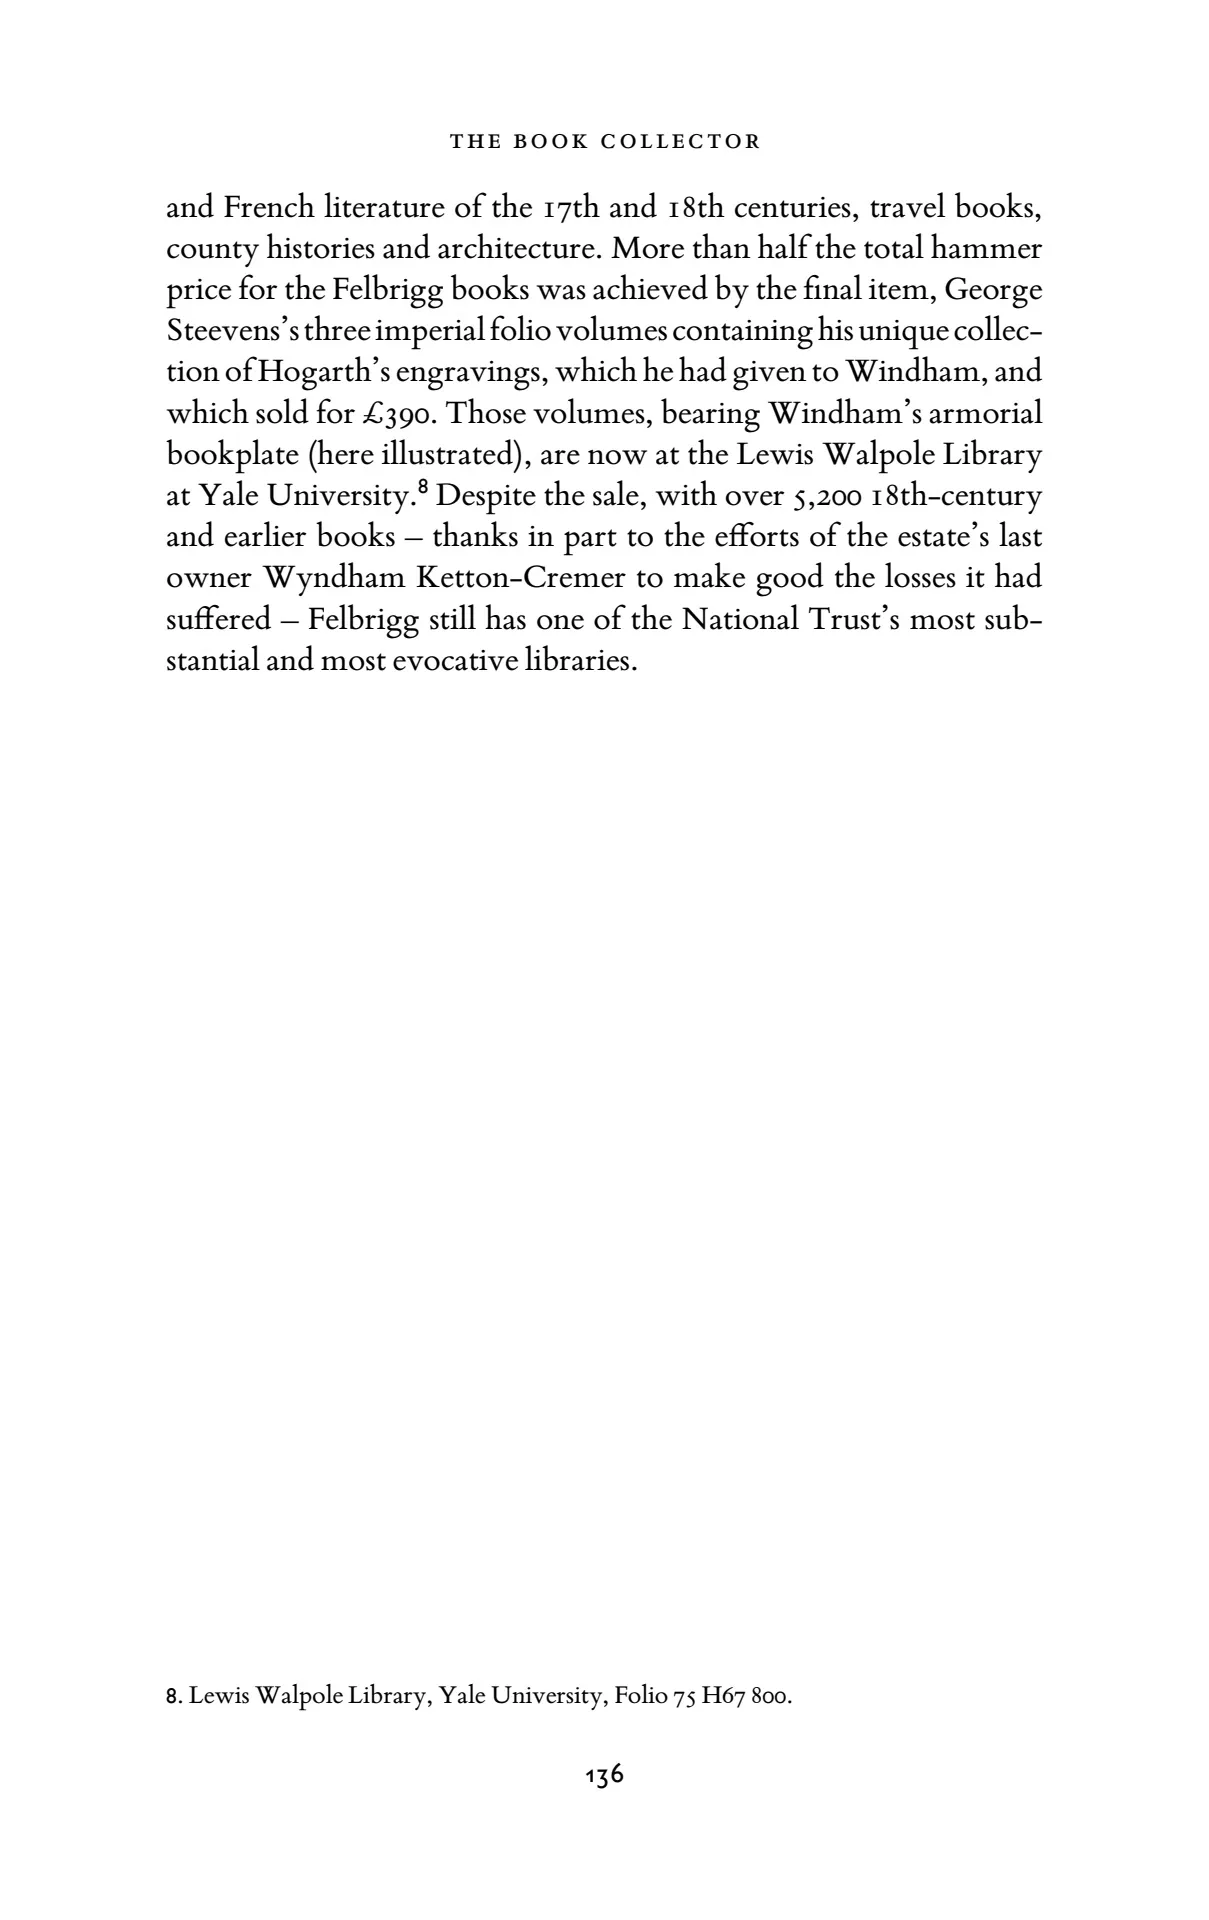 THE BOOK COLLECTOR
and French literature of the 17th and 18th centuries, travel books,
county histories and architecture. More than half the total hammer
price for the Felbrigg books was achieved by the final item, George
Steevens’s three imperial folio volumes containing his unique collec-
tion of Hogarth’s engravings, which he had given to Windham, and
which sold for £390. Those volumes, bearing Windham’s armorial
bookplate (here illustrated), are now at the Lewis Walpole Library
at Yale University.⁸ Despite the sale, with over 5,200 18th-century
and earlier books – thanks in part to the efforts of the estate’s last
owner Wyndham Ketton-Cremer to make good the losses it had
suffered – Felbrigg still has one of the National Trust’s most sub-
stantial and most evocative libraries.
8. Lewis Walpole Library, Yale University, Folio 75 H67 800.
136